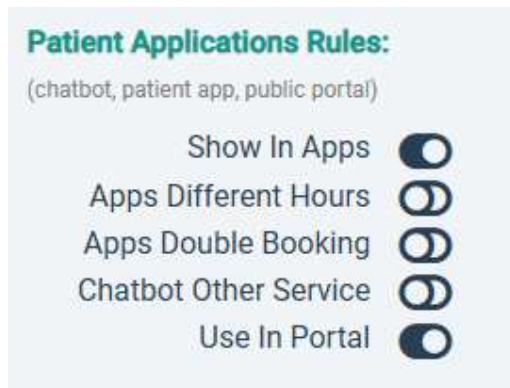 Patient Applications Rules:
(chatbot, patient app, public portal)
Show In Apps
Apps Different Hours
Apps Double Booking
Chatbot Other Service
Use In Portal